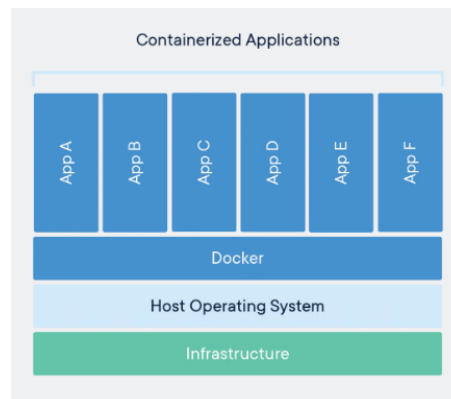 Containerized Applications
App A
App B
App C
App D
App E
App F
Docker
Host Operating System
Infrastructure